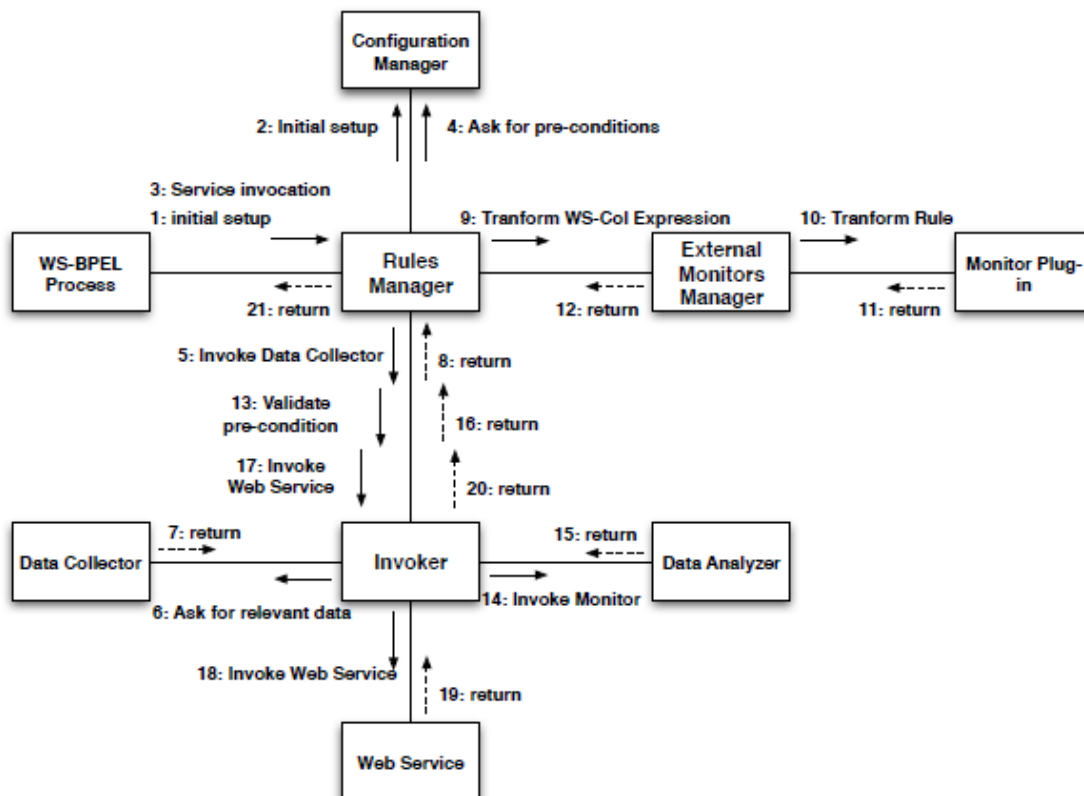 Configuration
Manager
2: Initial setup
4: Ask for pre-conditions
3: Service invocation
1: initial setup
9: Tranform WS-Col Expression
10: Tranform Rule
WS-BPEL
Process
Rules
Manager
External
Monitors
Manager
Monitor Plug-
in
21: return
12: return
11: return
5: Invoke Data Collector
8: return
13: Validate
pre-condition
16: return
17: Invoke
Web Service
20: return
7: return
15: return
Data Collector
Invoker
Data Analyzer
6: Ask for relevant data
14: Invoke Monitor
18: Invoke Web Service
19: return
Web Service